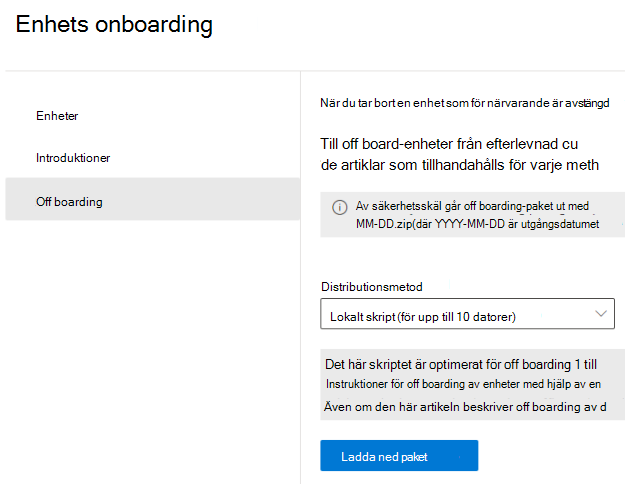 Enhets onboarding
Enheter
Introduktioner
Off boarding
När du tar bort en enhet som för närvarande är avstängd
Till off board-enheter från efterlevnad cu
de artiklar som tillhandahålls för varje meth
Av säkerhetsskäl går off boarding-paket ut med
MM-DD.zip(där YYYY-MM-DD är utgångsdatumet
Distributionsmetod
Lokalt skript (för upp till 10 datorer)
Det här skriptet är optimerat för off boarding 1 till
Instruktioner för off boarding av enheter med hjälp av en
Även om den här artikeln beskriver off boarding av d
Ladda ned paket